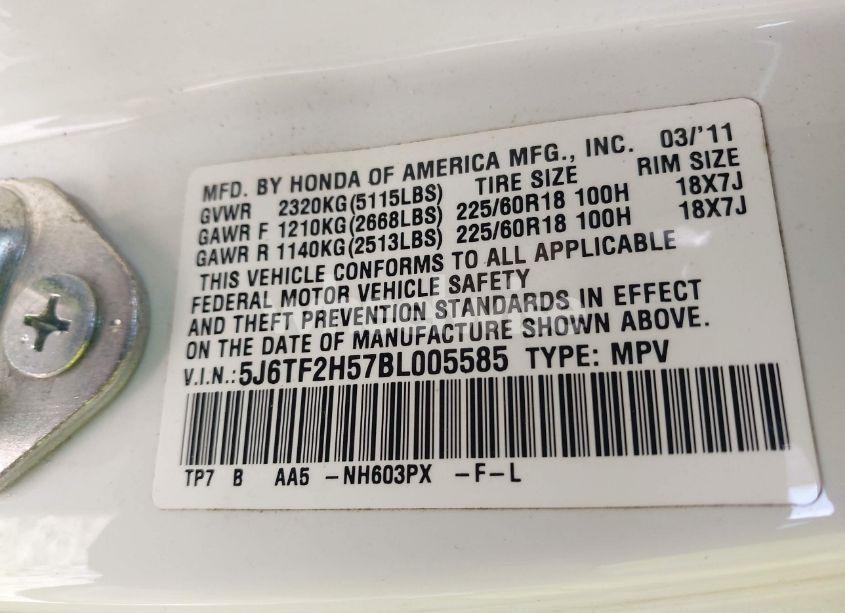 MFD. BY HONDA OF AMERICA MFG., INC. 03/'11
GVWR 2320KG(5115LBS) TIRE SIZE RIM SIZE
GAWR F 1210KG(2668LBS) 225/60R18 100H 18X7J
GAWR R 1140KG(2513LBS) 225/60R18 100H 18X7J
THIS VEHICLE CONFORMS TO ALL APPLICABLE
FEDERAL MOTOR VEHICLE SAFETY
AND THEFT PREVENTION STANDARDS IN EFFECT
ON THE DATE OF MANUFACTURE SHOWN ABOVE.
V.I.N.:5J6TF2H57BL005585 TYPE: MPV
TP7 B AA5 -NH603PX -F-L